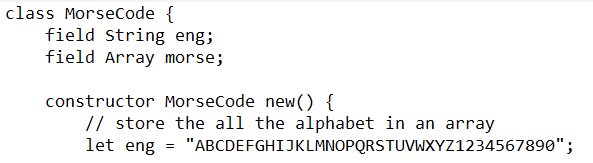 class MorseCode {
field String eng;
field Array morse;
constructor MorseCode new() {
// store the all the alphabet in an array
let eng = "ABCDEFGHIJKLMNOPQRSTUVWXYZ1234567890";